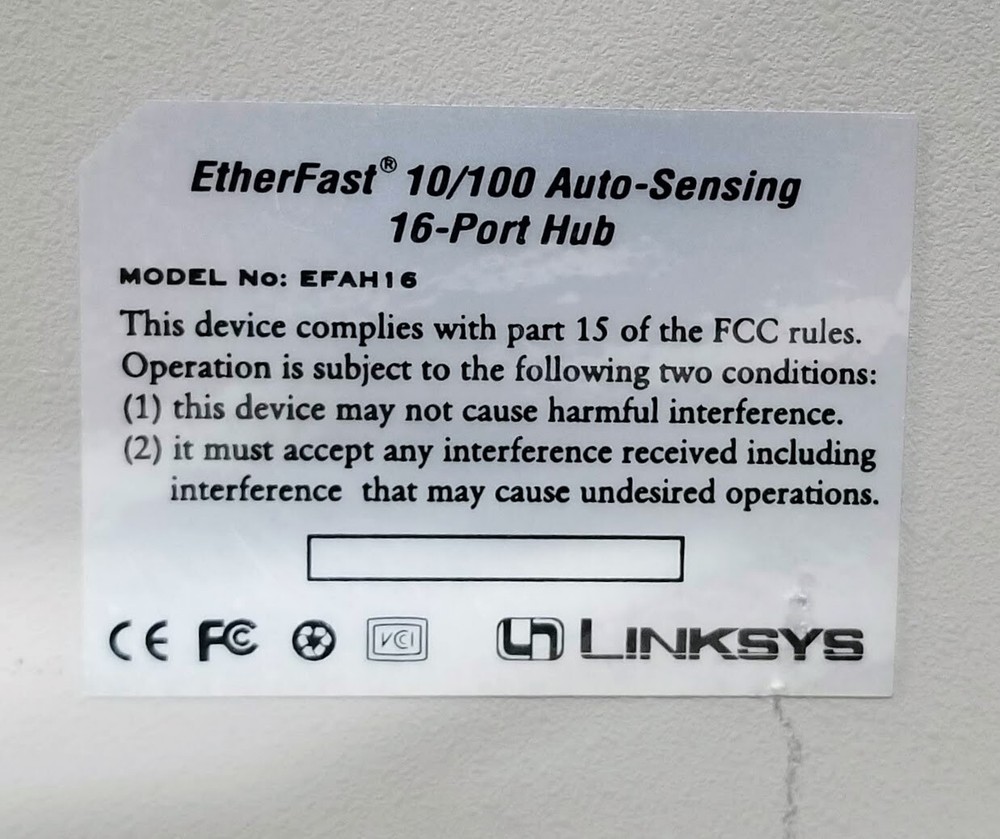 EtherFast® 10/100 Auto-Sensing
16-Port Hub
MODEL No: EFAH16
This device complies with part 15 of the FCC rules.
Operation is subject to the following two conditions:
(1) this device may not cause harmful interference.
(2) it must accept any interference received including
interference that may cause undesired operations.
CE FC VCI LINKSYS